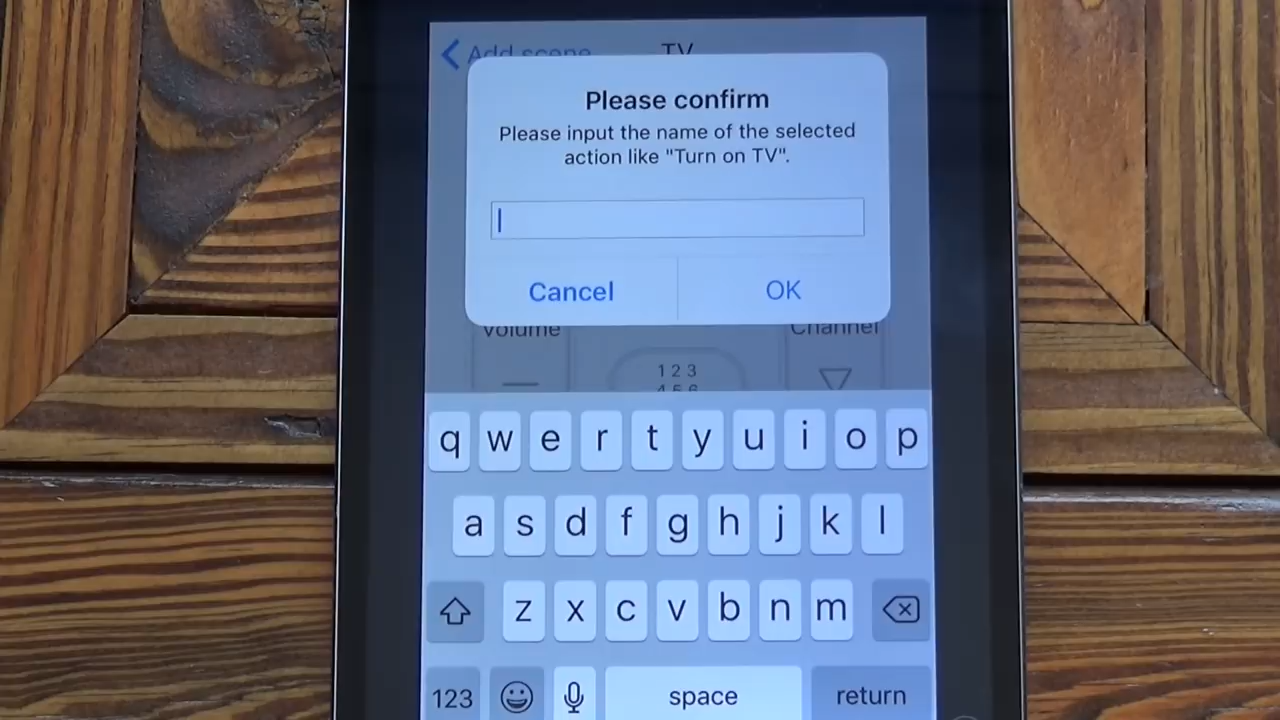 Add scene
TV
Please confirm
Please input the name of the selected
action like "Turn on TV".
Cancel
OK
Volume
Channel
1 2 3
4 5 6
q w e r t y u i o p
a s d f g h j k l
z x c v b n m
123
space
return